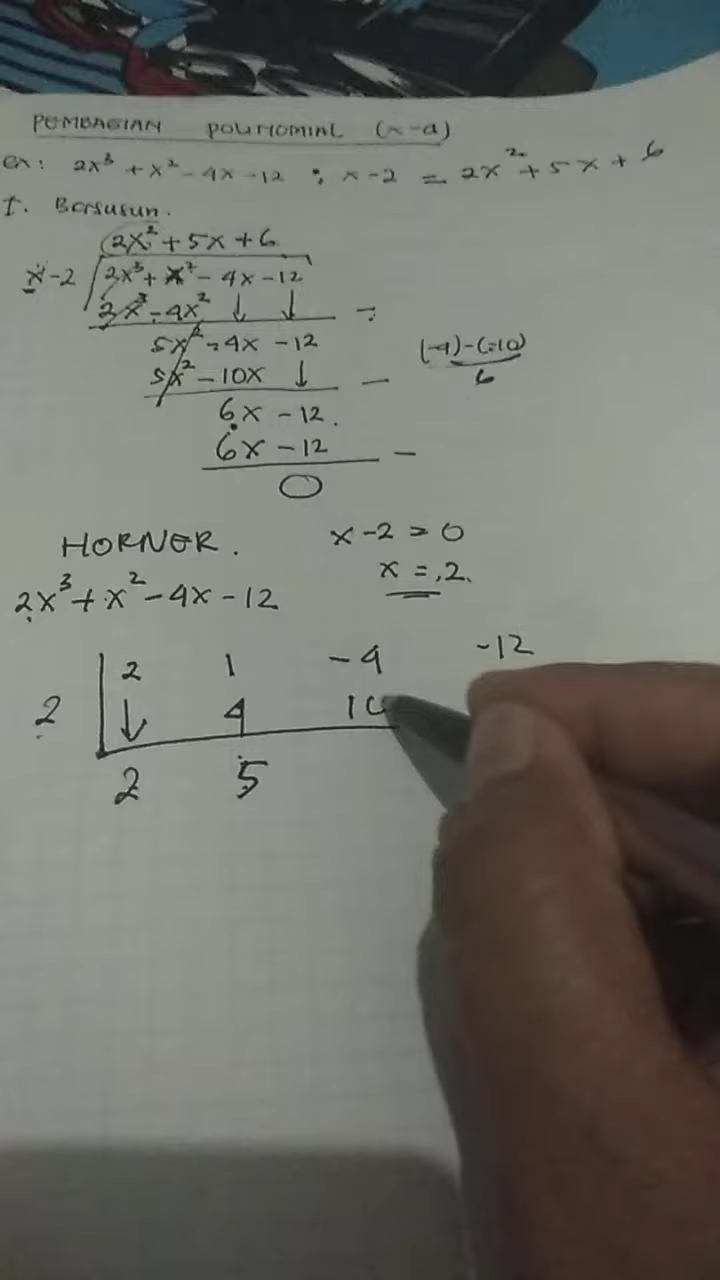 PEMBAGIAN POLINOMIAL (x-a)
ex: 2x³ + x² - 4x - 12 : x - 2 = 2x² + 5x + 6
I. Bersusun.
2x² + 5x + 6
x - 2 2x³ + x² - 4x - 12
2x³ - 4x² ↓ ↓ -
5x² - 4x - 12 (-4)-(-10)
5x² - 10x ↓ - 6
6x - 12.
6x - 12 -
0
HORNER. x - 2 = 0
2x³ + x² - 4x - 12 x = 2.
2 1 -4 -12
2 ↓ 4 10
2 5